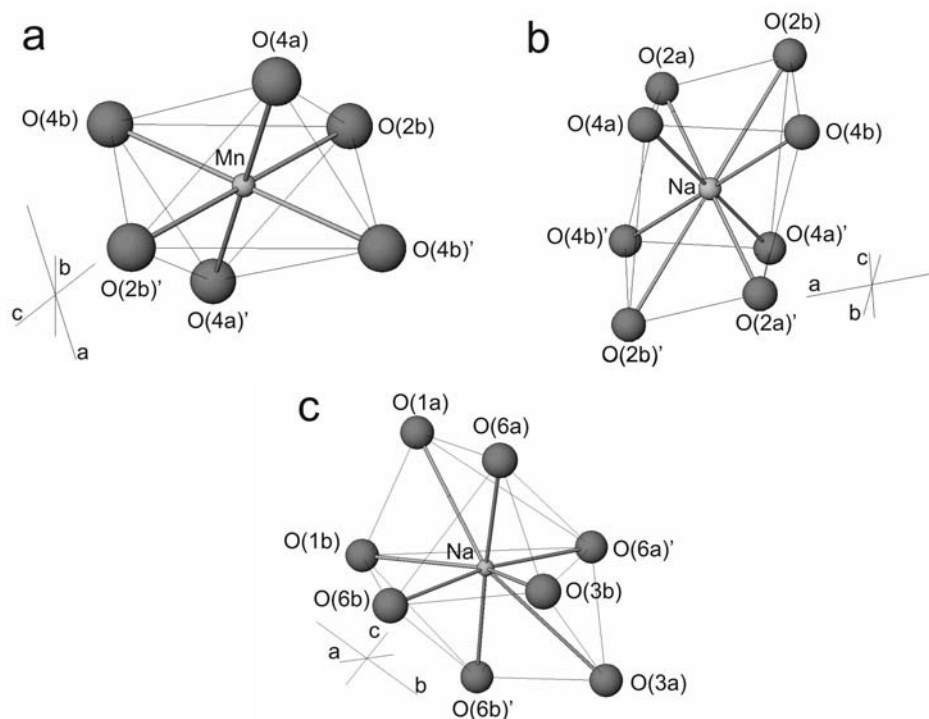 a
O(4a)
O(4b)
O(2b)
Mn
O(2b)’
O(4a)’
O(4b)’
b
c
a
b
O(2b)
O(2a)
O(4a)
O(4b)
Na
O(4b)’
O(4a)’
O(2a)’
O(2b)’
c
a
b
c
O(1a)
O(6a)
O(1b)
Na
O(6a)’
O(6b)
O(3b)
O(6b)’
O(3a)
c
a
b